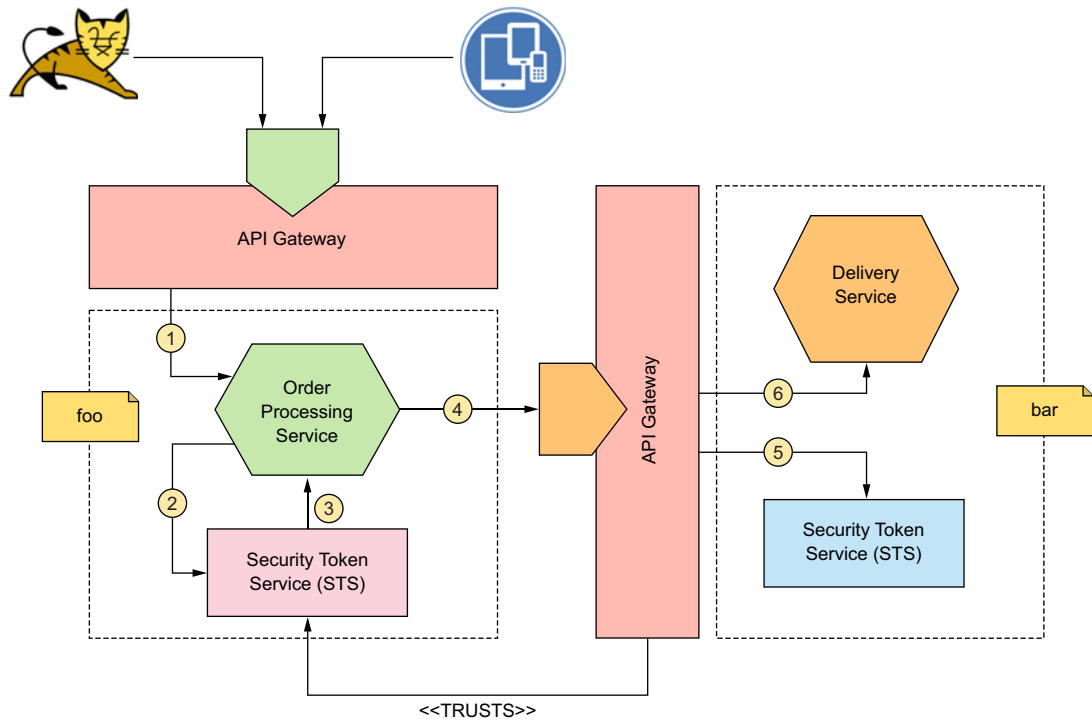 API Gateway
1
Order
Processing
Service
foo
2
3
Security Token
Service (STS)
4
API Gateway
Delivery
Service
6
bar
5
Security Token
Service (STS)
<<TRUSTS>>